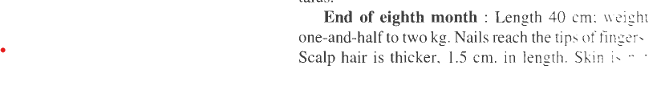 End of eighth month : Length 40 cm; weight
one-and-half to two kg. Nails reach the tips of fingers
Scalp hair is thicker, 1.5 cm. in length. Skin is